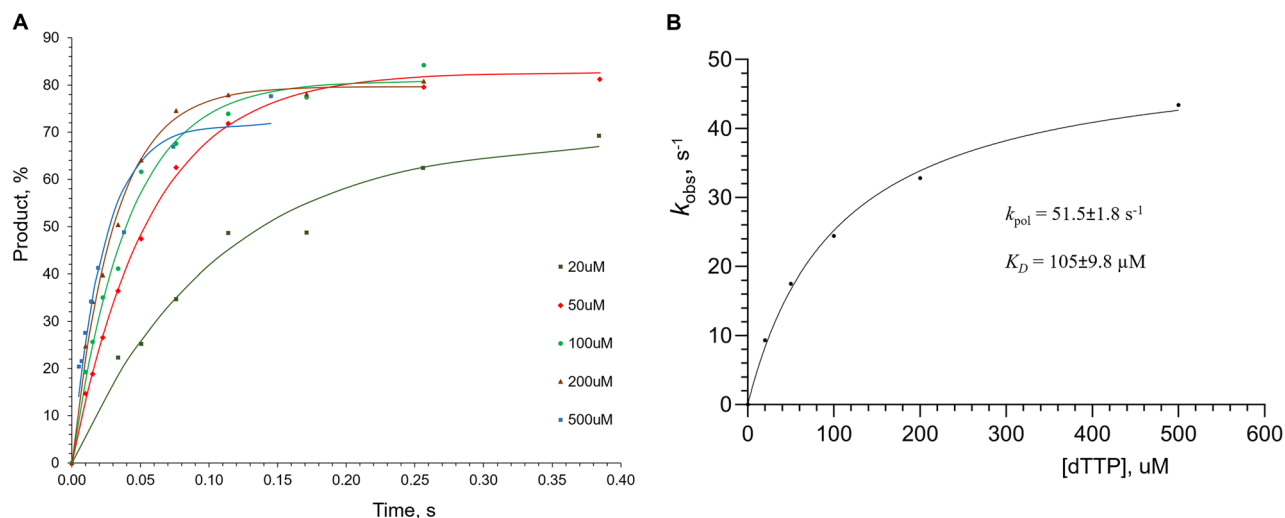 A
Product, %
90
80
70
60
50
40
30
20
10
0
0.00 0.05 0.10 0.15 0.20 0.25 0.30 0.35 0.40
Time, s
20uM
50uM
100uM
200uM
500uM
B
kobs, s-1
50
40
30
20
10
0
0 100 200 300 400 500 600
[dTTP], uM
kpol = 51.5±1.8 s-1
KD = 105±9.8 µM